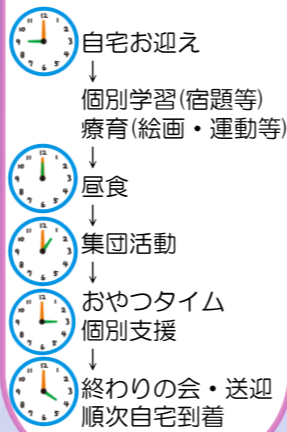 自宅お迎え
↓
個別学習(宿題等)
療育(絵画・運動等)
↓
昼食
↓
集団活動
↓
おやつタイム
個別支援
↓
終わりの会・送迎
順次自宅到着